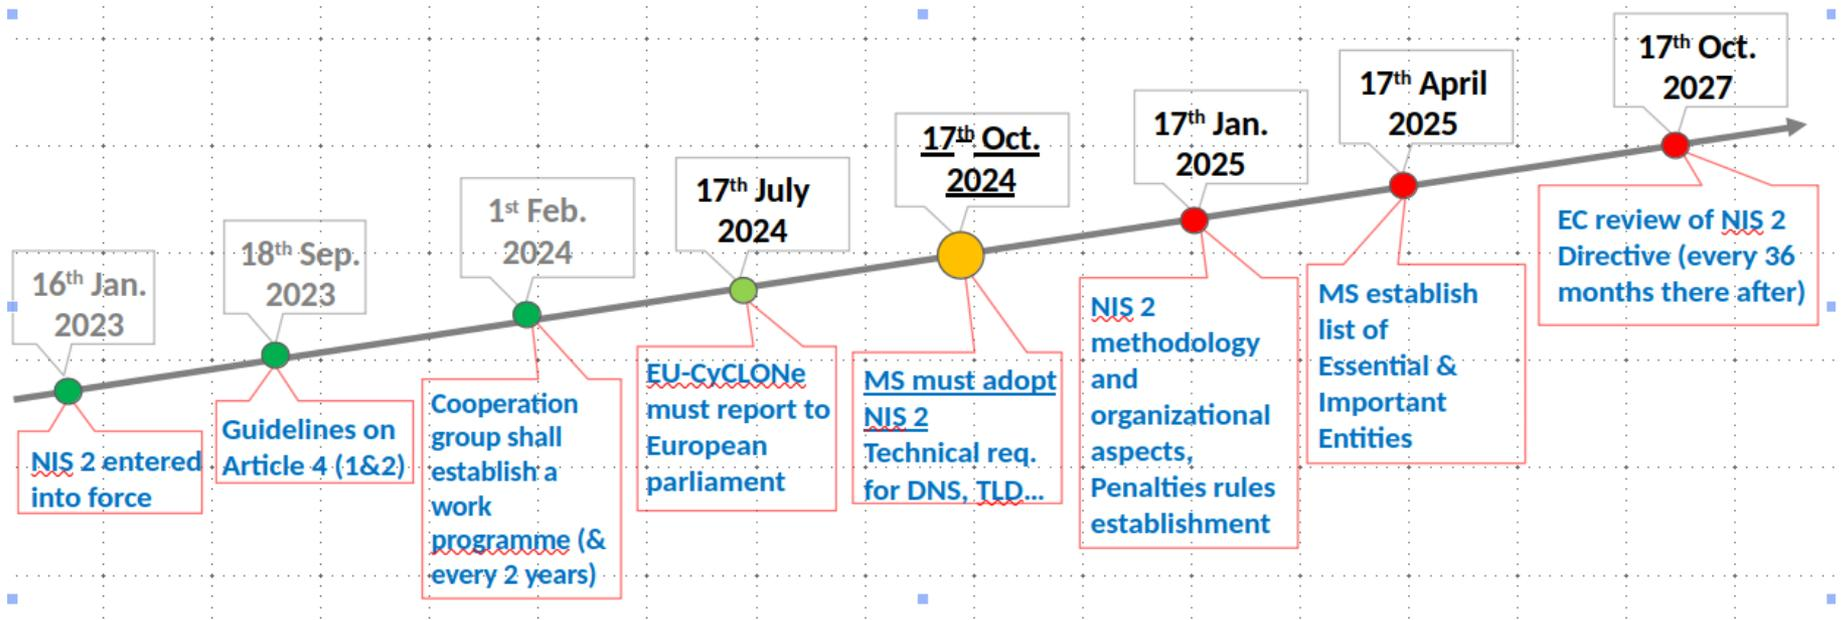 16th Jan.
2023
NIS 2 entered
into force
18th Sep.
2023
Guidelines on
Article 4 (1&2)
1st Feb.
2024
Cooperation
group shall
establish a
work
programme (&
every 2 years)
17th July
2024
EU-CyCLONe
must report to
European
parliament
17th Oct.
2024
MS must adopt
NIS 2
Technical req.
for DNS, TLD...
17th Jan.
2025
NIS 2
methodology
and
organizational
aspects,
Penalties rules
establishment
17th April
2025
MS establish
list of
Essential &
Important
Entities
17th Oct.
2027
EC review of NIS 2
Directive (every 36
months there after)